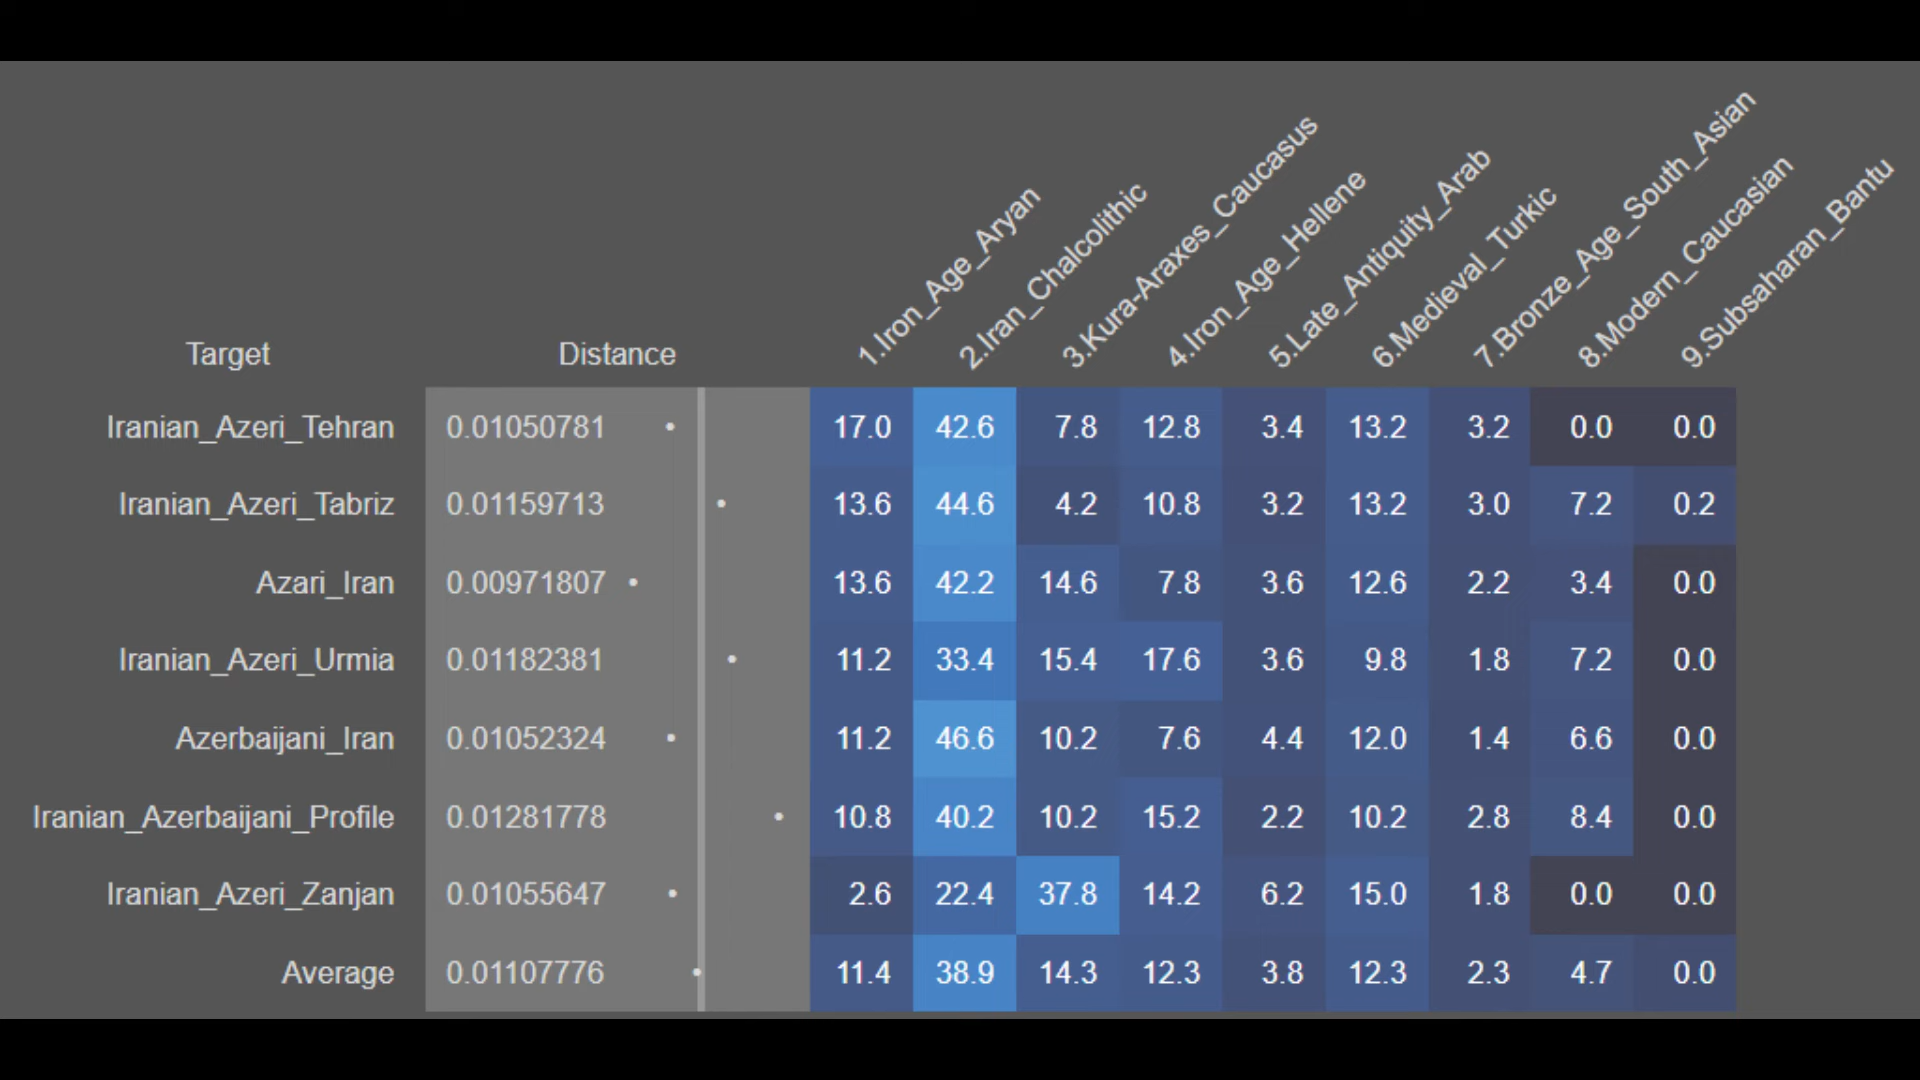 Target Distance 1.Iron_Age_Aryan 2.Iran_Chalcolithic 3.Kura-Araxes_Caucasus 4.Iron_Age_Hellene 5.Late_Antiquity_Arab 6.Medieval_Turkic 7.Bronze_Age_South_Asian 8.Modern_Caucasian 9.Subsaharan_Bantu
Iranian_Azeri_Tehran 0.01050781 17.0 42.6 7.8 12.8 3.4 13.2 3.2 0.0 0.0
Iranian_Azeri_Tabriz 0.01159713 13.6 44.6 4.2 10.8 3.2 13.2 3.0 7.2 0.2
Azari_Iran 0.00971807 13.6 42.2 14.6 7.8 3.6 12.6 2.2 3.4 0.0
Iranian_Azeri_Urmia 0.01182381 11.2 33.4 15.4 17.6 3.6 9.8 1.8 7.2 0.0
Azerbaijani_Iran 0.01052324 11.2 46.6 10.2 7.6 4.4 12.0 1.4 6.6 0.0
Iranian_Azerbaijani_Profile 0.01281778 10.8 40.2 10.2 15.2 2.2 10.2 2.8 8.4 0.0
Iranian_Azeri_Zanjan 0.01055647 2.6 22.4 37.8 14.2 6.2 15.0 1.8 0.0 0.0
Average 0.01107776 11.4 38.9 14.3 12.3 3.8 12.3 2.3 4.7 0.0